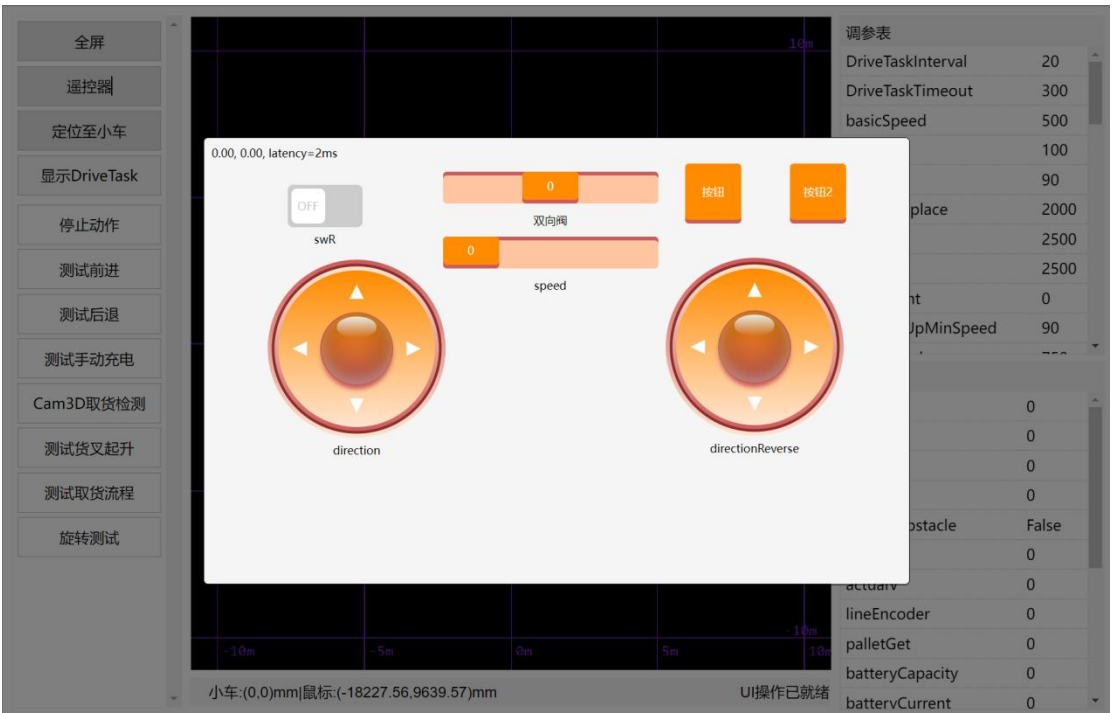 全屏
遥控器
定位至小车
显示DriveTask
停止动作
测试前进
测试后退
测试手动充电
Cam3D取货检测
测试货叉起升
测试取货流程
旋转测试
10m
0.00, 0.00, latency=2ms
OFF
swR
0
双向阀
0
speed
按钮
按钮2
direction
directionReverse
-10m
-10m -5m 0m 5m 10m
小车:(0,0)mm|鼠标:(-18227.56,9639.57)mm UI操作已就绪
调参表
DriveTaskInterval 20
DriveTaskTimeout 300
basicSpeed 500
100
90
place 2000
2500
2500
nt 0
UpMinSpeed 90
0
0
0
0
bstacle False
0
actualV 0
lineEncoder 0
palletGet 0
batteryCapacity 0
batteryCurrent 0